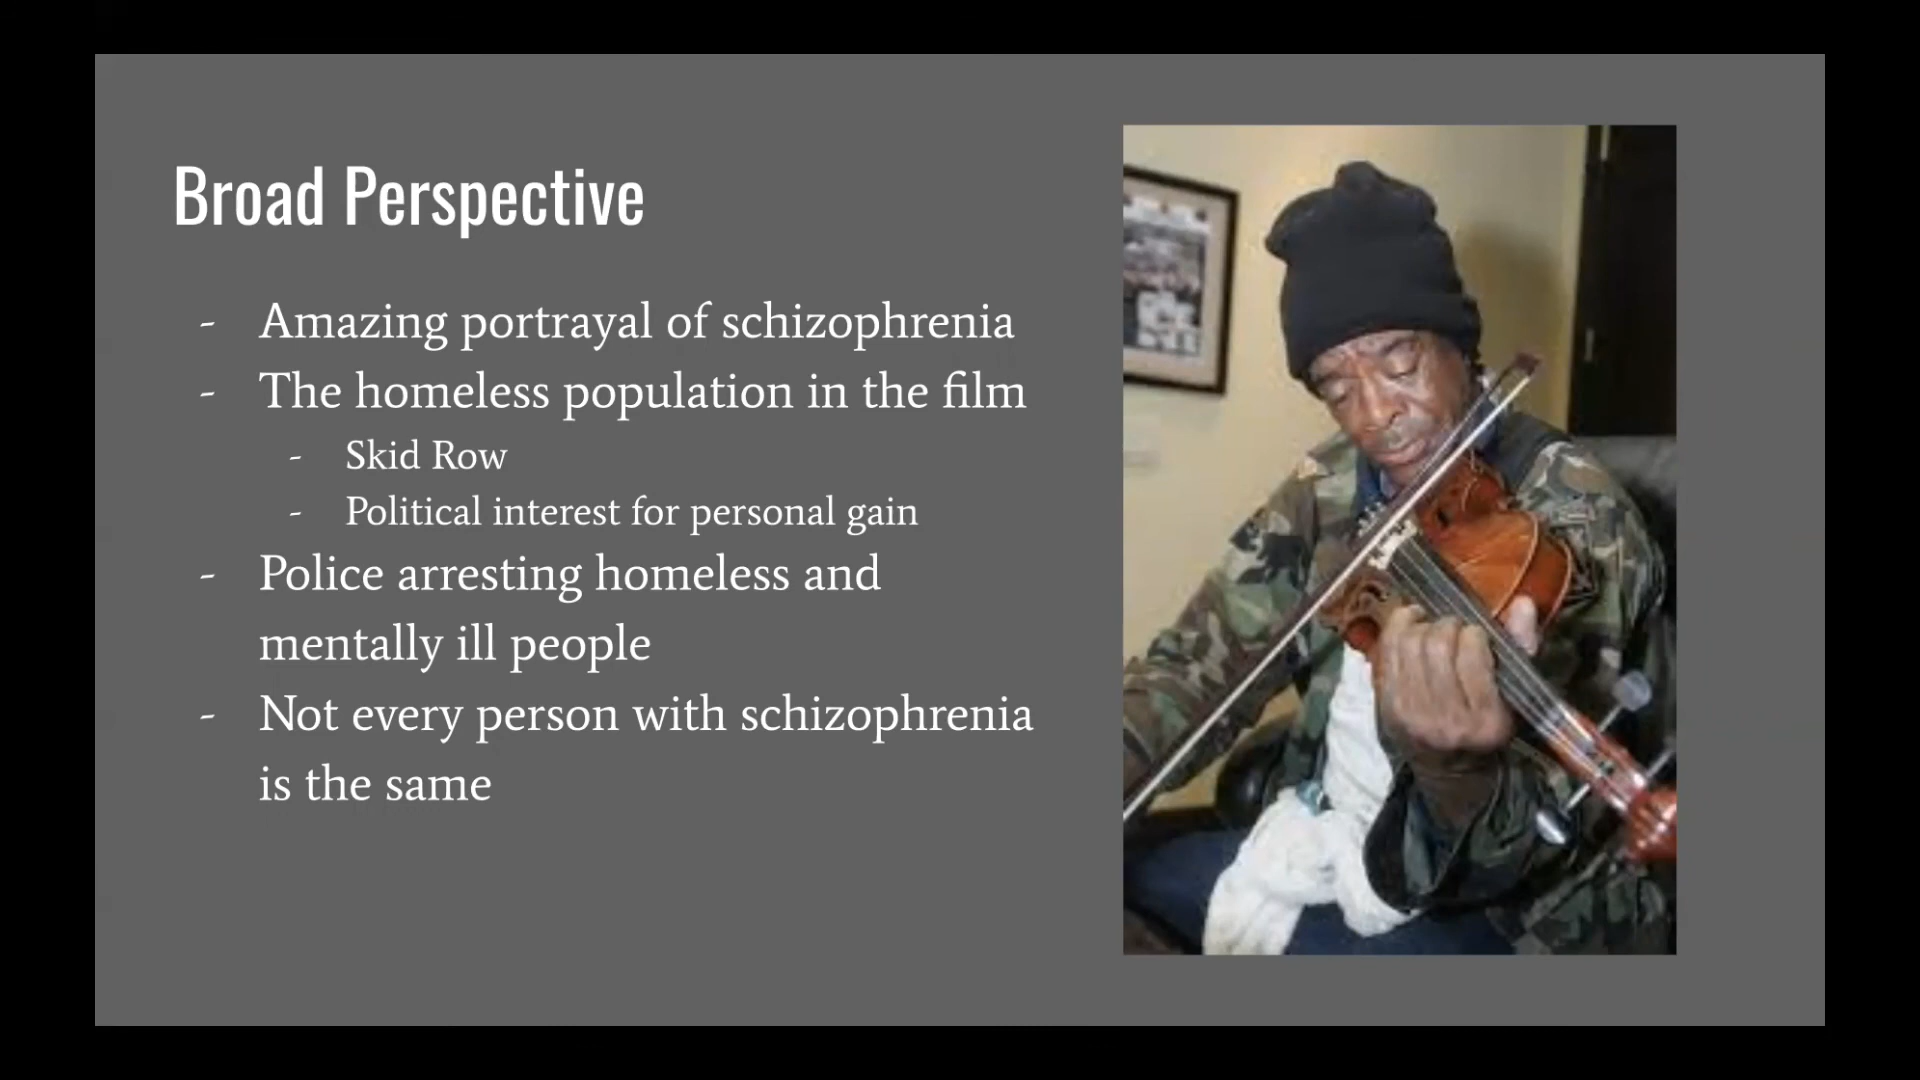 Broad Perspective
- Amazing portrayal of schizophrenia
- The homeless population in the film
- Skid Row
- Political interest for personal gain
- Police arresting homeless and
mentally ill people
- Not every person with schizophrenia
is the same